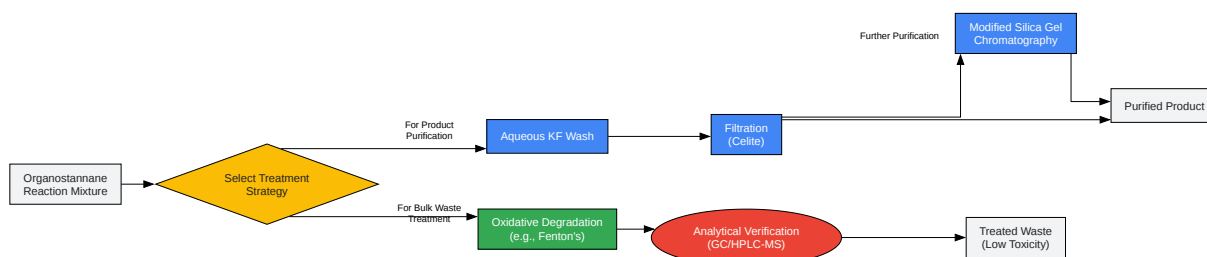 Modified Silica Gel
Chromatography
Further Purification
Purified Product
For Product
Purification
Aqueous KF Wash
Filtration
(Celite)
Organostannane
Reaction Mixture
Select Treatment
Strategy
For Bulk Waste
Treatment
Oxidative Degradation
(e.g., Fenton's)
Analytical Verification
(GC/HPLC-MS)
Treated Waste
(Low Toxicity)